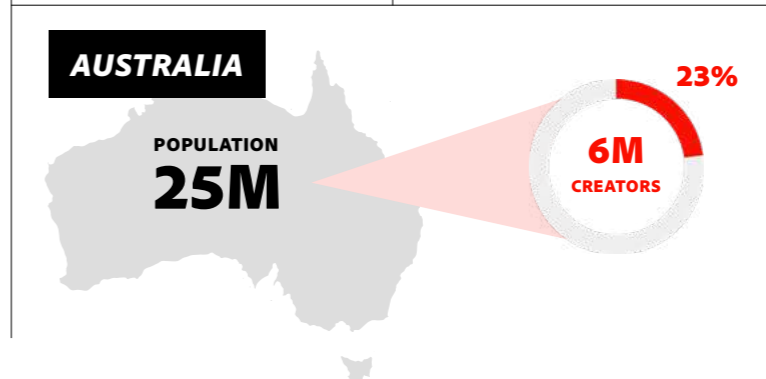 AUSTRALIA
POPULATION
25M
23%
6M
CREATORS